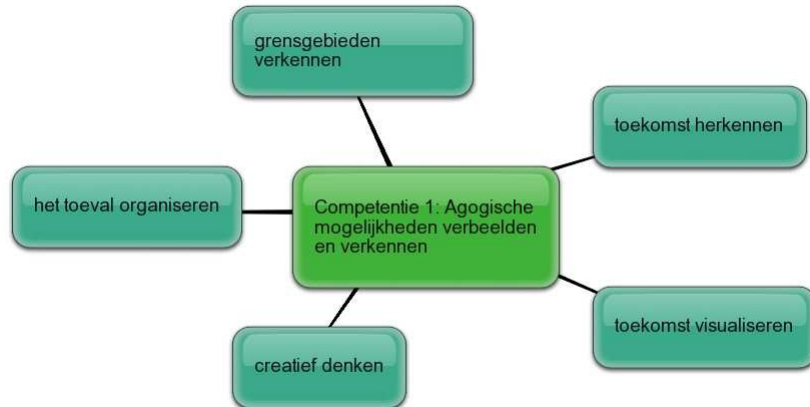 grensgebieden
verkennen
toekomst herkennen
het toeval organiseren
Competentie 1: Agogische
mogelijkheden verbeelden
en verkennen
toekomst visualiseren
creatief denken